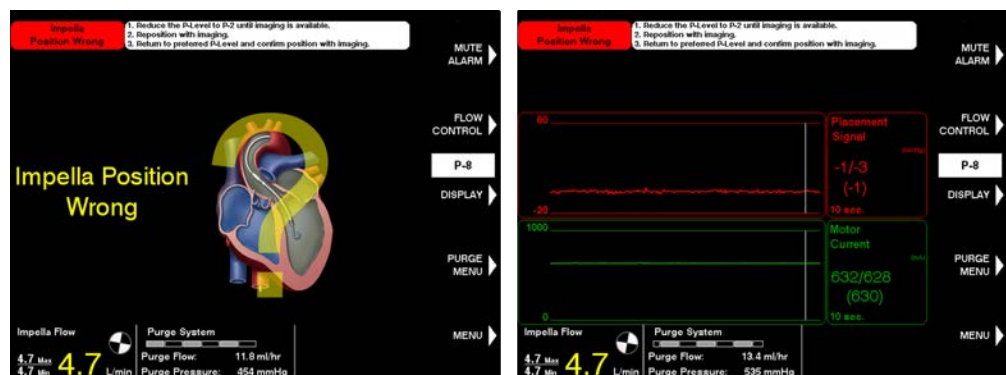 Impella
Position Wrong
1. Reduce the P-Level to P-2 until imaging is available.
2. Reposition with imaging.
3. Return to preferred P-Level and confirm position with imaging.
MUTE
ALARM
FLOW
CONTROL
P-8
DISPLAY
PURGE
MENU
MENU
Impella Position
Wrong
?
Impella Flow
4.7 Max
4.7 Min
4.7
L/min
Purge System
Purge Flow: 11.8 ml/hr
Purge Pressure: 454 mmHg
Impella
Position Wrong
1. Reduce the P-Level to P-2 until imaging is available.
2. Reposition with imaging.
3. Return to preferred P-Level and confirm position with imaging.
MUTE
ALARM
FLOW
CONTROL
P-8
DISPLAY
PURGE
MENU
MENU
60
-20
Placement
Signal
(mmHg)
-1/-3
(-1)
10 sec.
1000
0
Motor
Current
(mA)
632/628
(630)
10 sec.
Impella Flow
4.7 Max
4.7 Min
4.7
L/min
Purge System
Purge Flow: 13.4 ml/hr
Purge Pressure: 535 mmHg